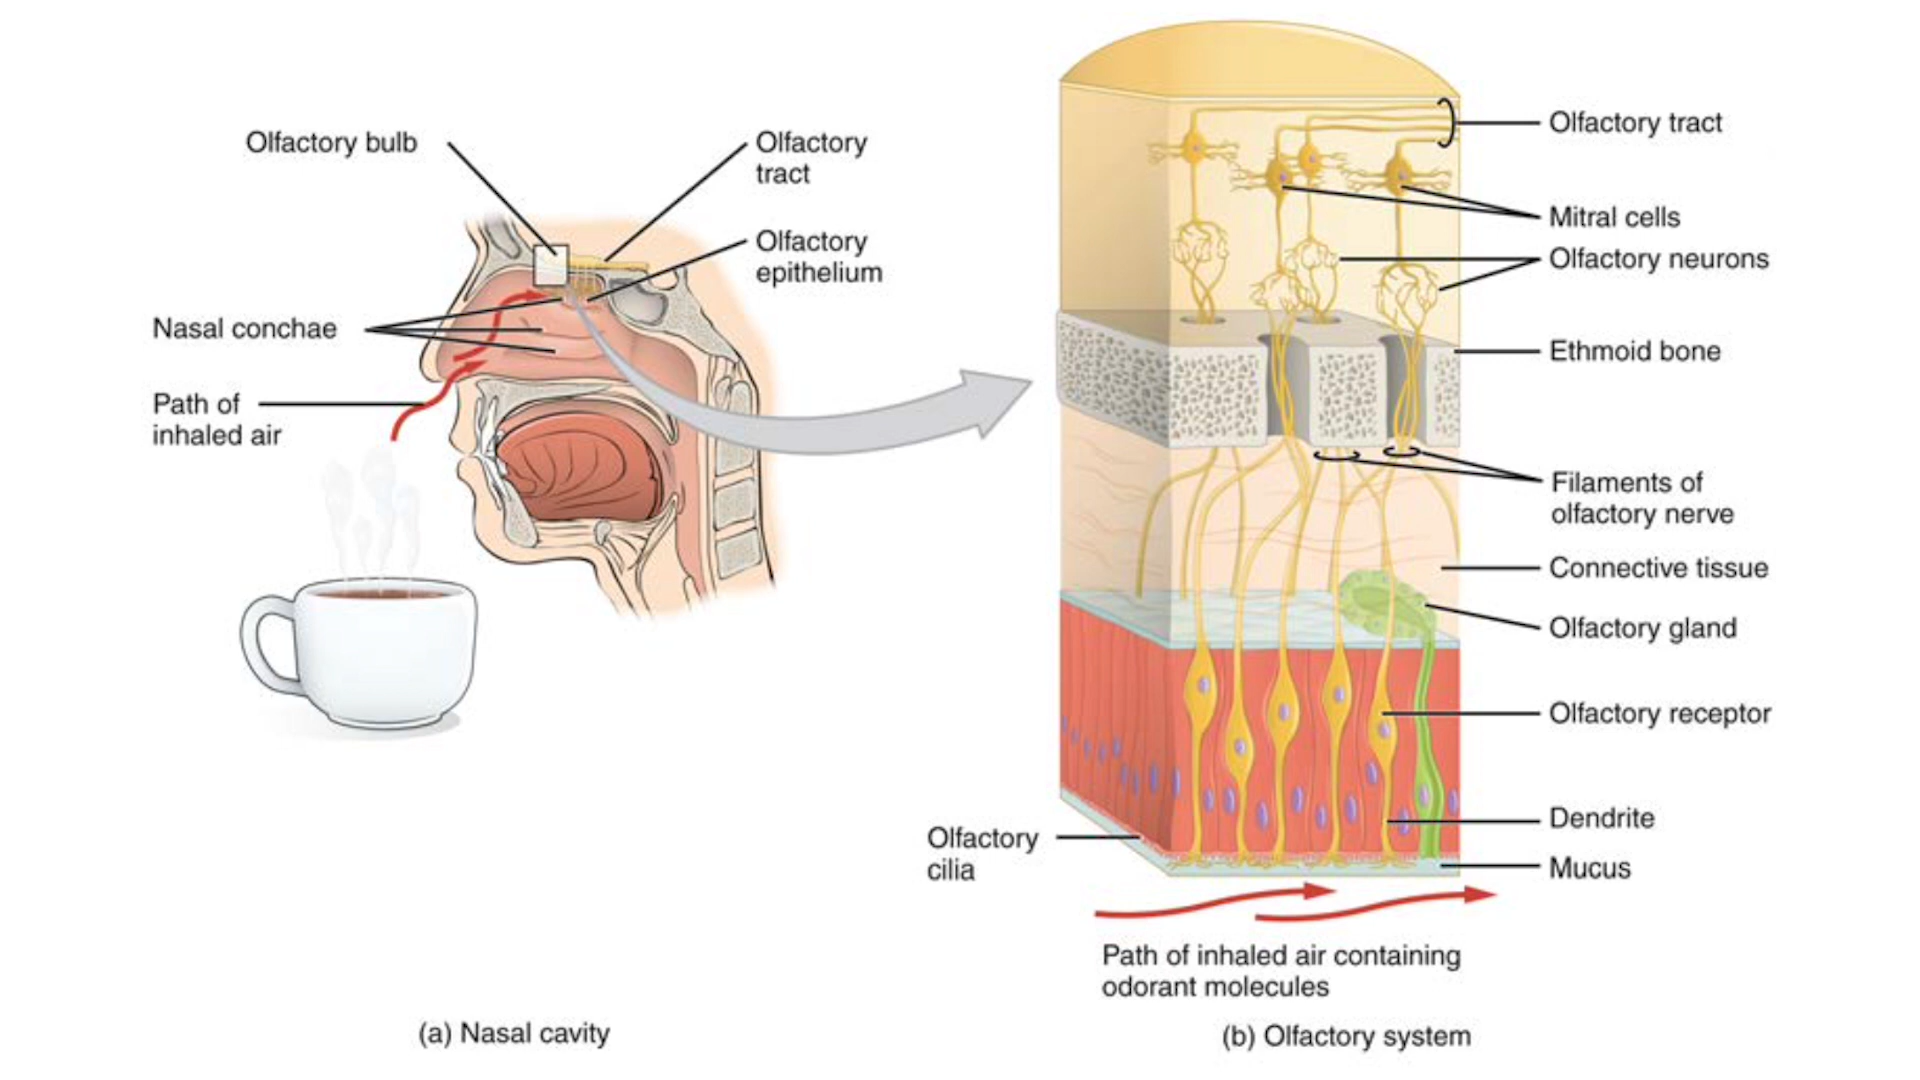 Olfactory bulb
Olfactory
tract
Olfactory
epithelium
Nasal conchae
Path of
inhaled air
(a) Nasal cavity
Olfactory tract
Mitral cells
Olfactory neurons
Ethmoid bone
Filaments of
olfactory nerve
Connective tissue
Olfactory gland
Olfactory receptor
Dendrite
Mucus
Olfactory
cilia
Path of inhaled air containing
odorant molecules
(b) Olfactory system